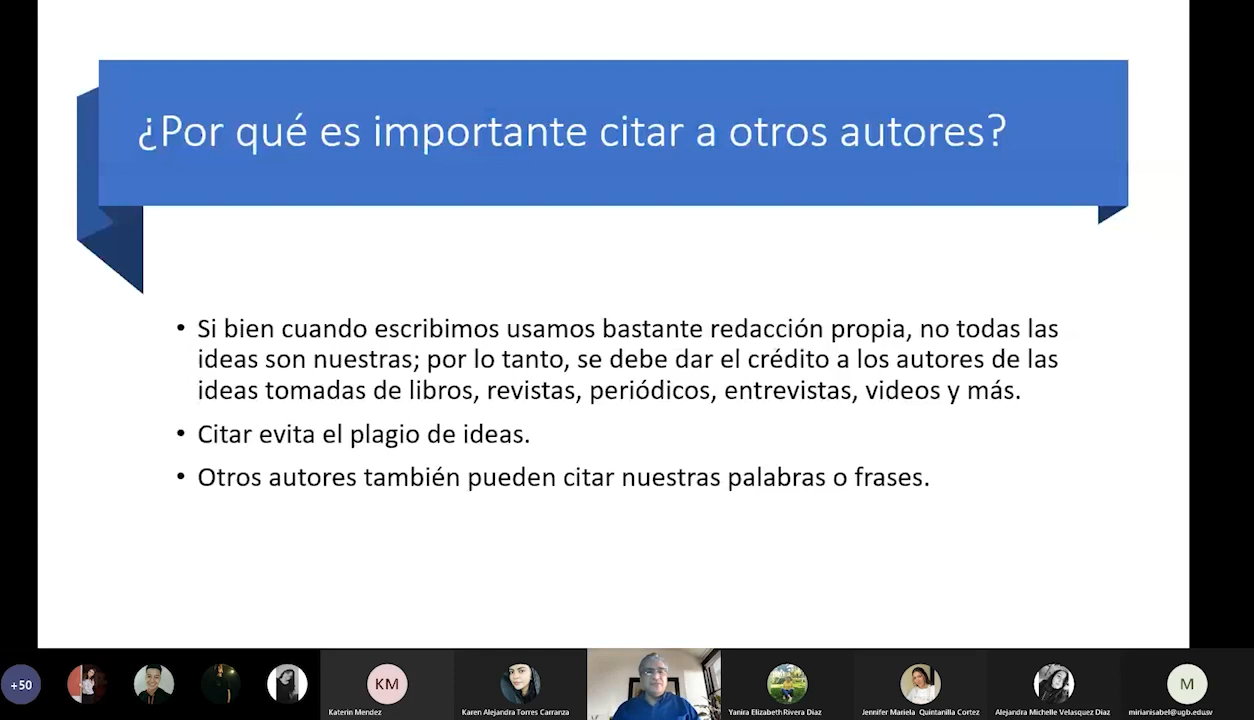 ¿Por qué es importante citar a otros autores?
• Si bien cuando escribimos usamos bastante redacción propia, no todas las
ideas son nuestras; por lo tanto, se debe dar el crédito a los autores de las
ideas tomadas de libros, revistas, periódicos, entrevistas, videos y más.
• Citar evita el plagio de ideas.
• Otros autores también pueden citar nuestras palabras o frases.
+50
KM
M
Katerin Mendez
Karen Alejandra Torres Carranza
Yanira Elizabeth Rivera Diaz
Jennifer Mariela Quintanilla Cortez
Alejandra Michelle Velasquez Diaz
miriarisabel@ugb.edu.sv